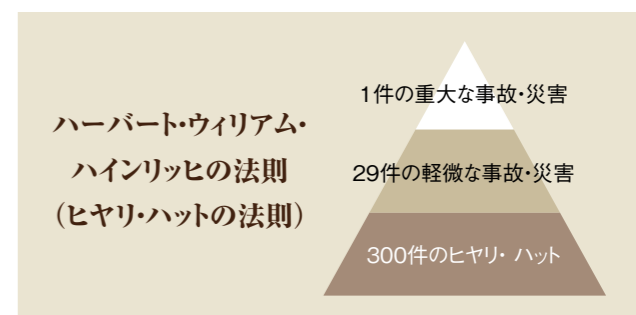 ハーバート・ウィリアム・
ハインリッヒの法則
（ヒヤリ・ハットの法則）
1件の重大な事故・災害
29件の軽微な事故・災害
300件のヒヤリ・ハット